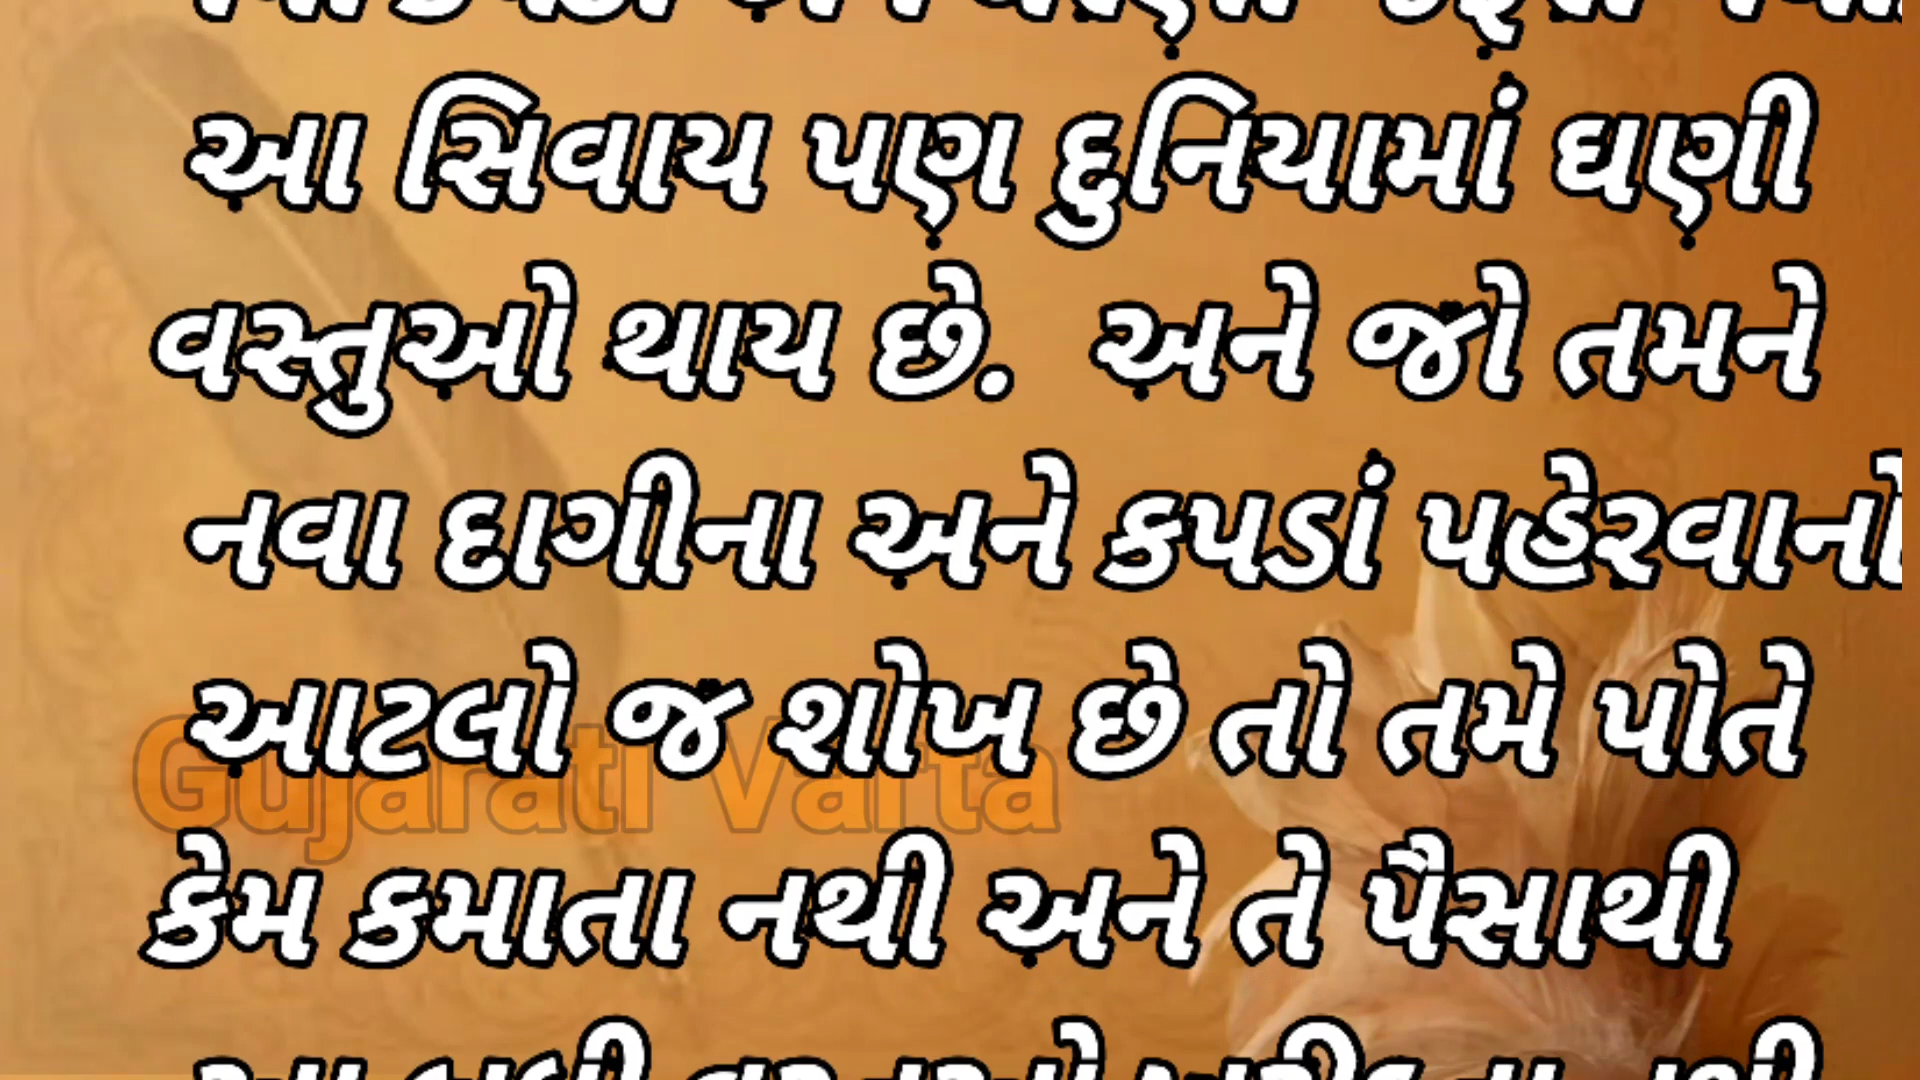 આ સિવાય પણ દુનિયામાં ઘણી
વસ્તુઓ થાય છે. અને જો તમને
નવા દાગીના અને કપડાં પહેરવાનો
આટલો જ શોખ છે તો તમે પોતે
Gujarati Varta
કેમ કમાતા નથી અને તે પૈસાથી